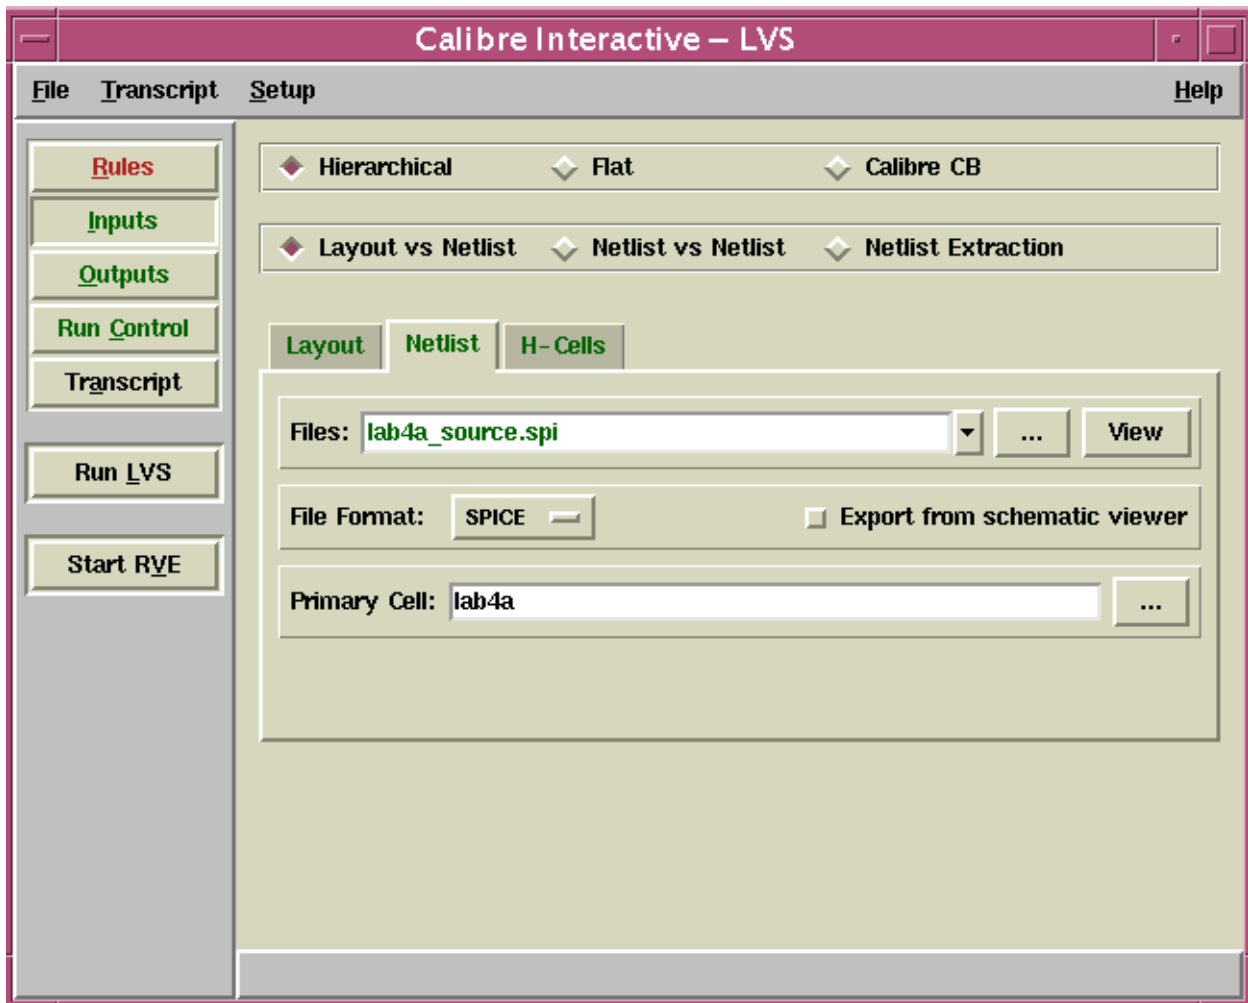 Calibre Interactive – LVS
File Transcript Setup Help
Rules
Inputs
Outputs
Run Control
Transcript
Run LVS
Start RVE
Hierarchical Flat Calibre CB
Layout vs Netlist Netlist vs Netlist Netlist Extraction
Layout Netlist H-Cells
Files: lab4a_source.spi ... View
File Format: SPICE Export from schematic viewer
Primary Cell: lab4a ...